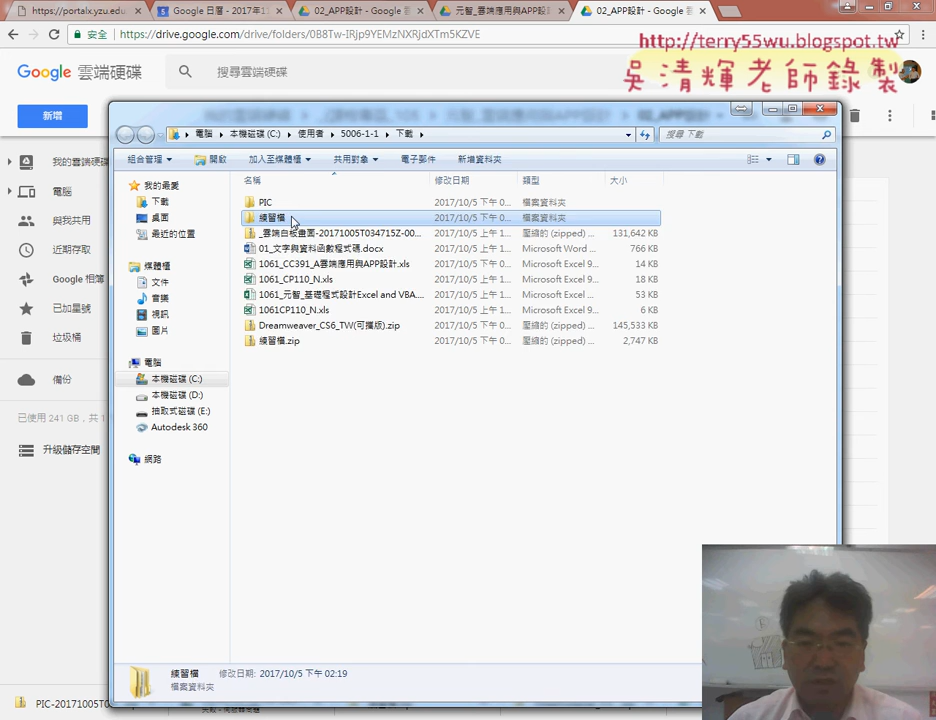 https://portalx.yzu.edu
Google 日曆 - 2017年1
02_APP設計 - Google
元智_雲端應用與APP設
02_APP設計 - Google
安全
https://drive.google.com/drive/folders/0B8Tw-IRjp9YEMzNXRjdXTm5KZVE
http://terry55wu.blogspot.tw
吳清輝老師錄製
Google 雲端硬碟
搜尋雲端硬碟
新增
我的雲端硬碟
電腦
與我共用
近期存取
Google 相簿
已加星號
垃圾桶
備份
已使用 241 GB，共 1
升級儲存空間
電腦 本機磁碟 (C:) 使用者 5006-1-1 下載
搜尋 下載
組合管理 開啟 加入至媒體櫃 共用對象 電子郵件 新增資料夾
名稱 修改日期 類型 大小
我的最愛
下載
桌面
最近的位置
媒體櫃
文件
音樂
視訊
圖片
電腦
本機磁碟 (C:)
本機磁碟 (D:)
抽取式磁碟 (E:)
Autodesk 360
網路
PIC 2017/10/5 下午 0... 檔案資料夾
練習檔 2017/10/5 下午 0... 檔案資料夾
_雲端白板畫面-20171005T034715Z-00... 2017/10/5 上午 1... 壓縮的 (zipped) ... 131,642 KB
01_文字與資料函數程式碼.docx 2017/10/5 上午 1... Microsoft Word ... 766 KB
1061_CC391_A雲端應用與APP設計.xls 2017/10/5 下午 0... Microsoft Excel 9... 14 KB
1061_CP110_N.xls 2017/10/5 上午 1... Microsoft Excel 9... 18 KB
1061_元智_基礎程式設計Excel and VBA.... 2017/10/5 上午 1... Microsoft Excel ... 53 KB
1061CP110_N.xls 2017/10/5 上午 1... Microsoft Excel 9... 6 KB
Dreamweaver_CS6_TW(可攜版).zip 2017/10/5 下午 0... 壓縮的 (zipped) ... 145,533 KB
練習檔.zip 2017/10/5 下午 0... 壓縮的 (zipped) ... 2,747 KB
練習檔 修改日期: 2017/10/5 下午 02:19
檔案資料夾
PIC-20171005T0